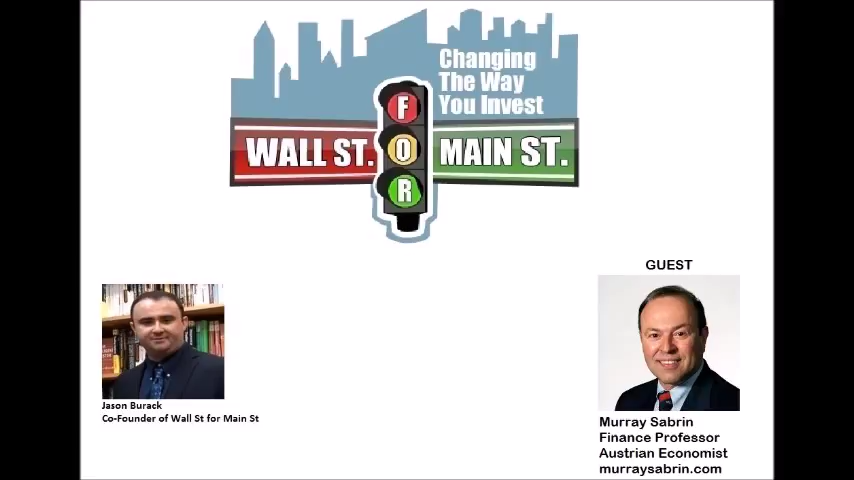 Changing
The Way
You Invest
WALL ST. FOR MAIN ST.
GUEST
Jason Burack
Co-Founder of Wall St for Main St
Murray Sabrin
Finance Professor
Austrian Economist
murraysabrin.com